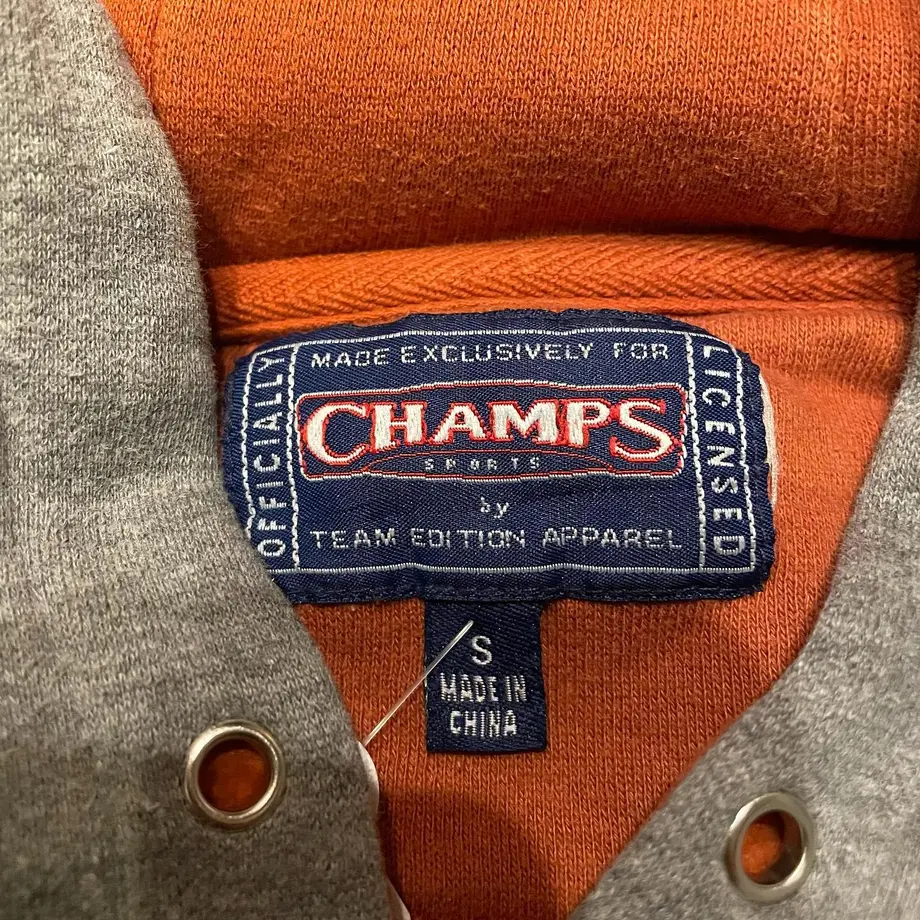 MADE EXCLUSIVELY FOR
OFFICIALLY
CHAMPS
SPORTS
LICENSED
by
TEAM EDITION APPAREL
S
MADE IN
CHINA